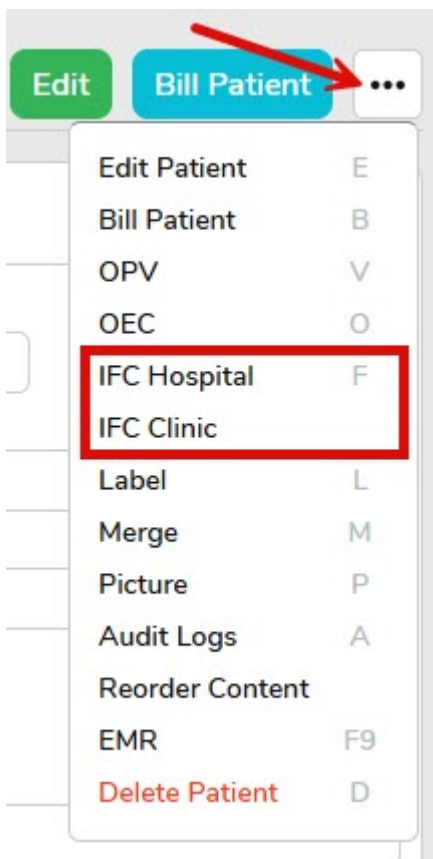 Edit Bill Patient •••
Edit Patient E
Bill Patient B
OPV V
OEC O
IFC Hospital F
IFC Clinic
Label L
Merge M
Picture P
Audit Logs A
Reorder Content
EMR F9
Delete Patient D